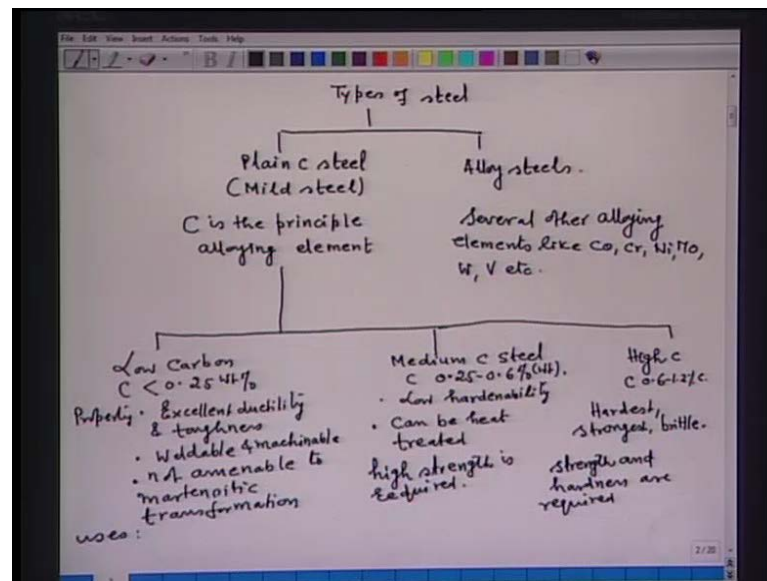 File Edit View Insert Actions Tools Help
B I
Types of steel
Plain C steel
(Mild steel)
Alloy steels.
C is the principle
alloying element
Several other alloying
elements like Co, Cr, Ni, Mo,
W, V etc.
Low Carbon
C < 0.25 wt%
Property • Excellent ductility
& toughness
• Weldable & machinable
• not amenable to
martensitic
transformation
uses:
Medium C steel
C 0.25-0.6% (wt).
• Low hardenability
• Can be heat
treated
high strength is
required.
High C
C 0.6-1.2% C.
Hardest,
strongest, brittle.
strength and
hardness are
required
2/20